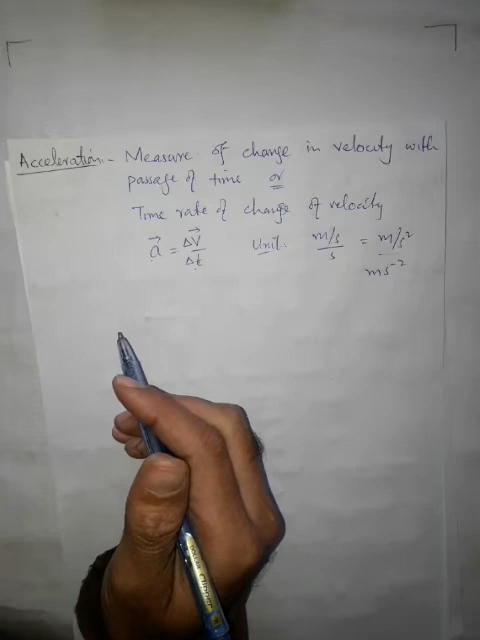 Acceleration:- Measure of change in velocity with
passage of time or
Time rate of change of velocity
a⃗ = Δv⃗/Δt Unit:- m/s/s = m/s²
ms⁻²
Clipper